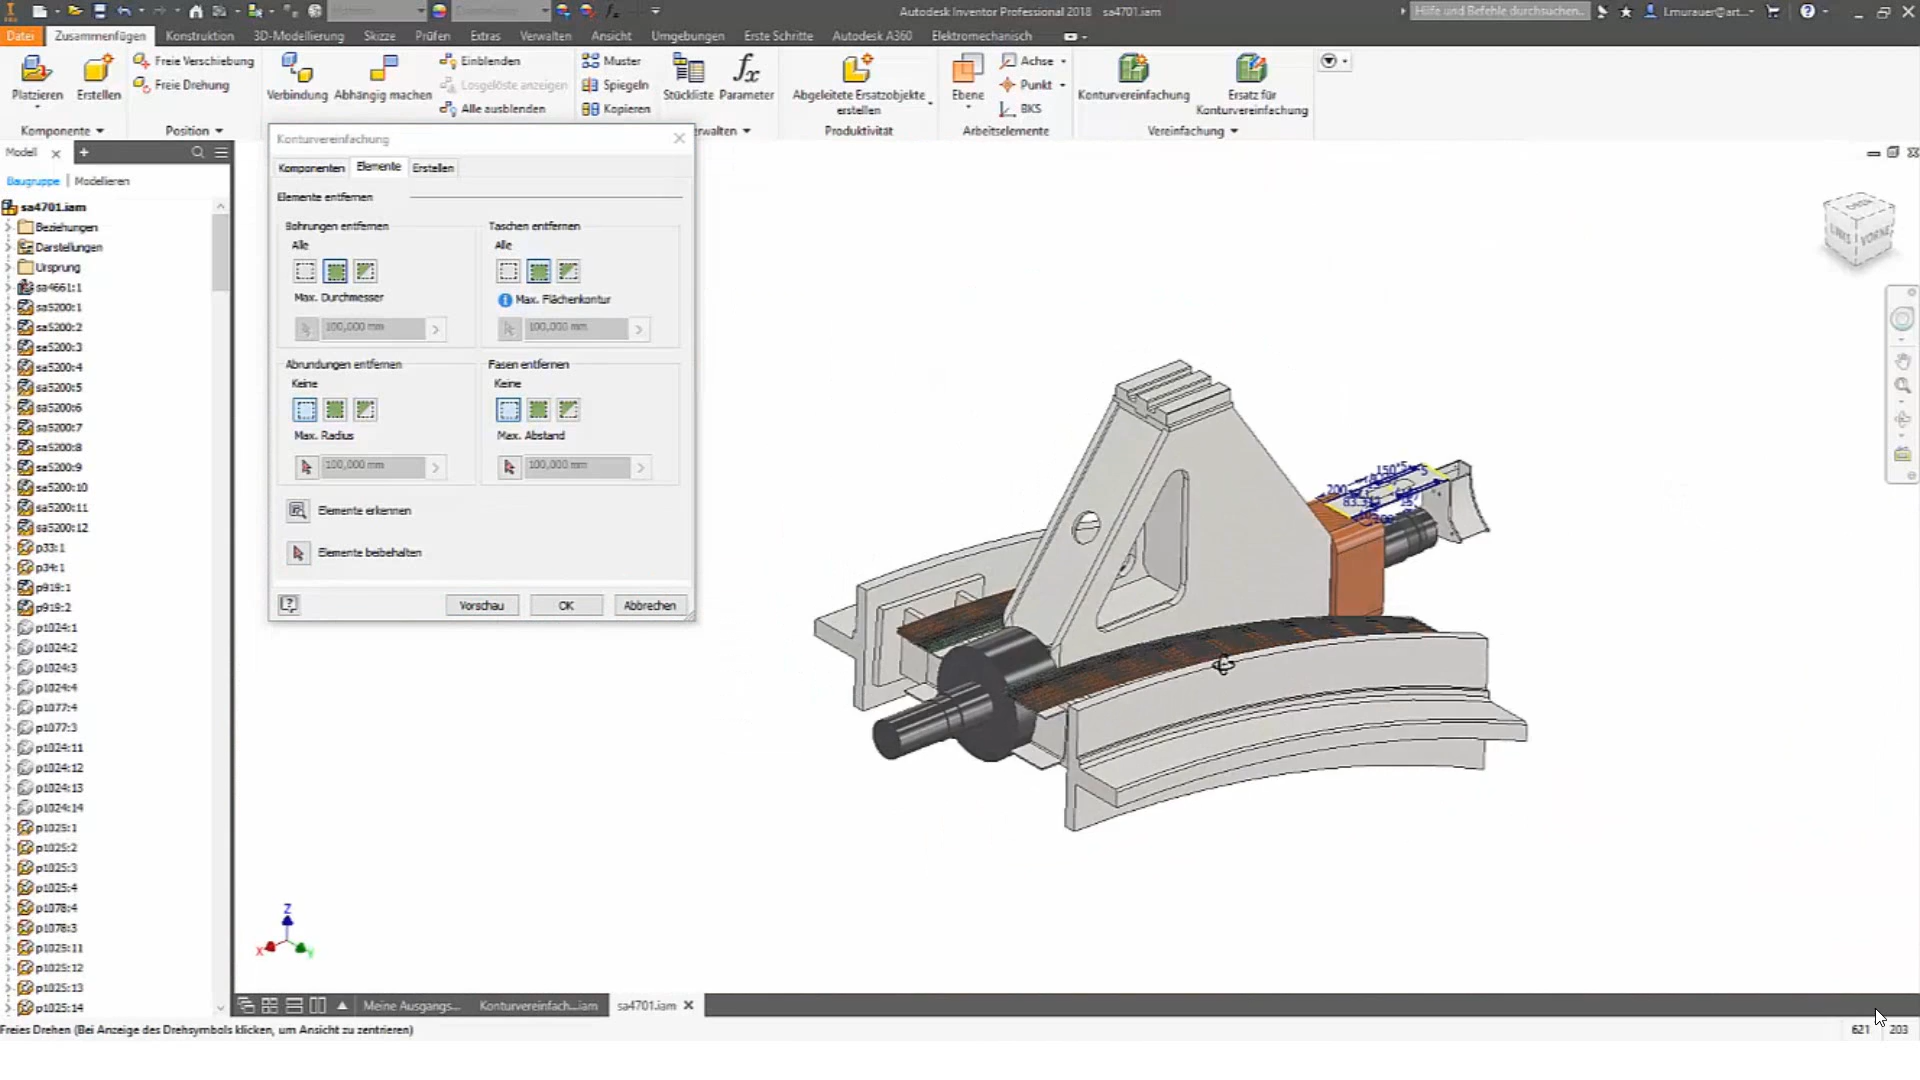 Autodesk Inventor Professional 2018 sa4701.iam
Hilfe und Befehle durchsuchen...
Datei Zusammenfügen Konstruktion 3D-Modellierung Skizze Prüfen Extras Verwalten Ansicht Umgebungen Erste Schritte Autodesk A360 Elektromechanisch
Platzieren
Erstellen
Freie Verschiebung
Freie Drehung
Verbindung
Abhängig machen
Einblenden
Losgelöste anzeigen
Alle ausblenden
Muster
Spiegeln
Kopieren
Stückliste
Parameter
Abgeleitete Ersatzobjekte
erstellen
Ebene
Achse
Punkt
BKS
Konturvereinfachung
Ersatz für
Konturvereinfachung
Komponente
Position
rwalten
Produktivität
Arbeitselemente
Vereinfachung
Modell
Baugruppe | Modellieren
sa4701.iam
Beziehungen
Darstellungen
Ursprung
sa4661:1
sa5200:1
sa5200:2
sa5200:3
sa5200:4
sa5200:5
sa5200:6
sa5200:7
sa5200:8
sa5200:9
sa5200:10
sa5200:11
sa5200:12
p33:1
p34:1
p919:1
p919:2
p1024:1
p1024:2
p1024:3
p1024:4
p1077:4
p1077:3
p1024:11
p1024:12
p1024:13
p1024:14
p1025:1
p1025:2
p1025:3
p1025:4
p1078:4
p1078:3
p1025:11
p1025:12
p1025:13
p1025:14
Konturvereinfachung
Komponenten Elemente Erstellen
Elemente entfernen
Bohrungen entfernen
Alle
Max. Durchmesser
100,000 mm
Taschen entfernen
Alle
Max. Flächenkontur
100,000 mm
Abrundungen entfernen
Keine
Max. Radius
100,000 mm
Fasen entfernen
Keine
Max. Abstand
100,000 mm
Elemente erkennen
Elemente beibehalten
Vorschau OK Abbrechen
OBEN
LINKS
VORNE
Z
X
Y
Meine Ausgangs... Konturvereinfach...iam sa4701.iam
Freies Drehen (Bei Anzeige des Drehsymbols klicken, um Ansicht zu zentrieren)
621 203